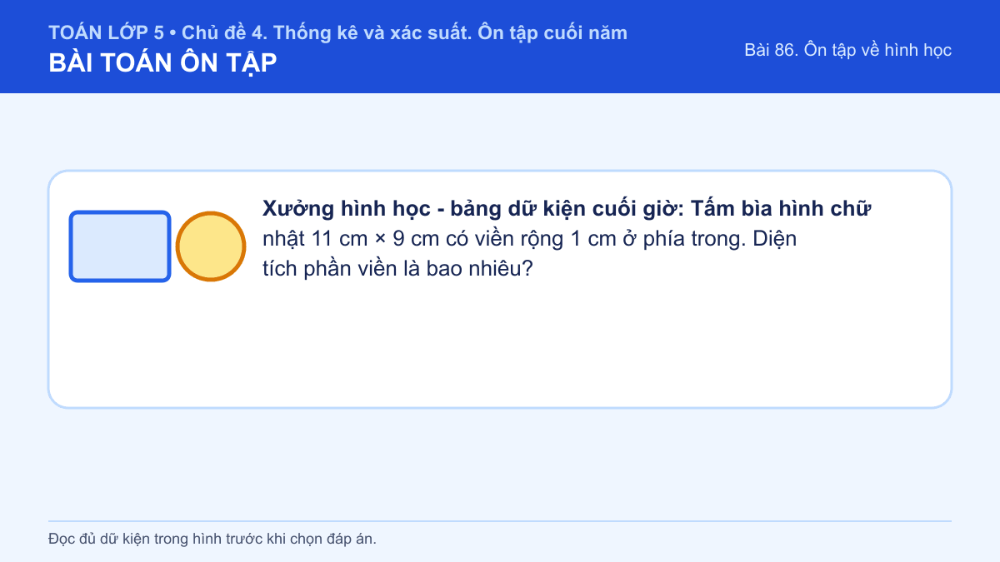 TOÁN LỚP 5 • Chủ đề 4. Thống kê và xác suất. Ôn tập cuối năm
BÀI TOÁN ÔN TẬP
Bài 86. Ôn tập về hình học
Xưởng hình học - bảng dữ kiện cuối giờ: Tấm bìa hình chữ
nhật 11 cm × 9 cm có viền rộng 1 cm ở phía trong. Diện
tích phần viền là bao nhiêu?
Đọc đủ dữ kiện trong hình trước khi chọn đáp án.